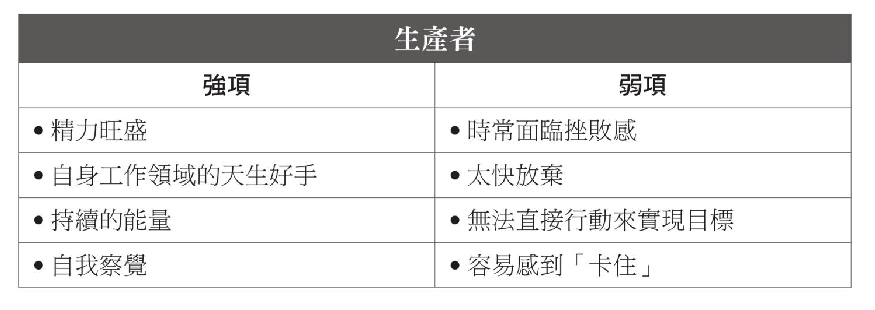 生產者
強項 弱項
• 精力旺盛 • 時常面臨挫敗感
• 自身工作領域的天生好手 • 太快放棄
• 持續的能量 • 無法直接行動來實現目標
• 自我察覺 • 容易感到「卡住」